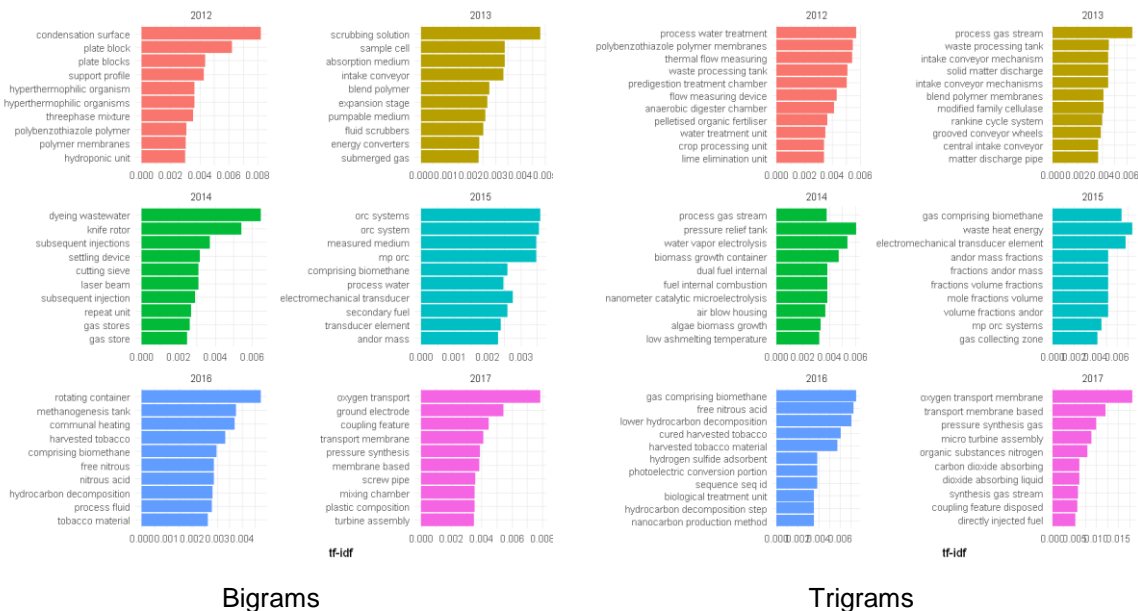 2012
condensation surface
plate block
plate blocks
support profile
hyperthermophilic organism
hyperthermophilic organisms
threephase mixture
polybenzothiazole polymer
polymer membranes
hydroponic unit
0.000 0.002 0.004 0.006 0.008
2013
scrubbing solution
sample cell
absorption medium
intake conveyor
blend polymer
expansion stage
pumpable medium
fluid scrubbers
energy converters
submerged gas
2014
dyeing wastewater
knife rotor
subsequent injections
settling device
cutting sieve
laser beam
subsequent injection
repeat unit
gas stores
gas store
0.000 0.002 0.004 0.006
2015
orc systems
orc system
measured medium
mp orc
comprising biomethane
process water
electromechanical transducer
secondary fuel
transducer element
andor mass
0.000 0.001 0.002 0.003
2016
rotating container
methanogenesis tank
communal heating
harvested tobacco
comprising biomethane
free nitrous
nitrous acid
hydrocarbon decomposition
process fluid
tobacco material
2017
oxygen transport
ground electrode
coupling feature
transport membrane
pressure synthesis
membrane based
screw pipe
mixing chamber
plastic composition
turbine assembly
0.000 0.002 0.004 0.006
tf-idf
Bigrams
2012
process water treatment
polybenzothiazole polymer membranes
thermal flow measuring
waste processing tank
predigestion treatment chamber
flow measuring device
anaerobic digester chamber
pelletised organic fertiliser
water treatment unit
crop processing unit
lime elimination unit
0.000 0.002 0.004 0.006
2013
process gas stream
waste processing tank
intake conveyor mechanism
solid matter discharge
intake conveyor mechanisms
blend polymer membranes
modified family cellulase
rankine cycle system
grooved conveyor wheels
central intake conveyor
matter discharge pipe
2014
process gas stream
pressure relief tank
water vapor electrolysis
biomass growth container
dual fuel internal
fuel internal combustion
nanometer catalytic microelectrolysis
air blow housing
algae biomass growth
low ashmelting temperature
2015
gas comprising biomethane
waste heat energy
electromechanical transducer element
andor mass fractions
fractions andor mass
fractions volume fractions
mole fractions volume
volume fractions andor
mp orc systems
gas collecting zone
2016
gas comprising biomethane
free nitrous acid
lower hydrocarbon decomposition
cured harvested tobacco
harvested tobacco material
hydrogen sulfide adsorbent
photoelectric conversion portion
sequence seq id
biological treatment unit
hydrocarbon decomposition step
nanocarbon production method
2017
oxygen transport membrane
transport membrane based
pressure synthesis gas
micro turbine assembly
organic substances nitrogen
carbon dioxide absorbing
dioxide absorbing liquid
synthesis gas stream
coupling feature disposed
directly injected fuel
tf-idf
Trigrams